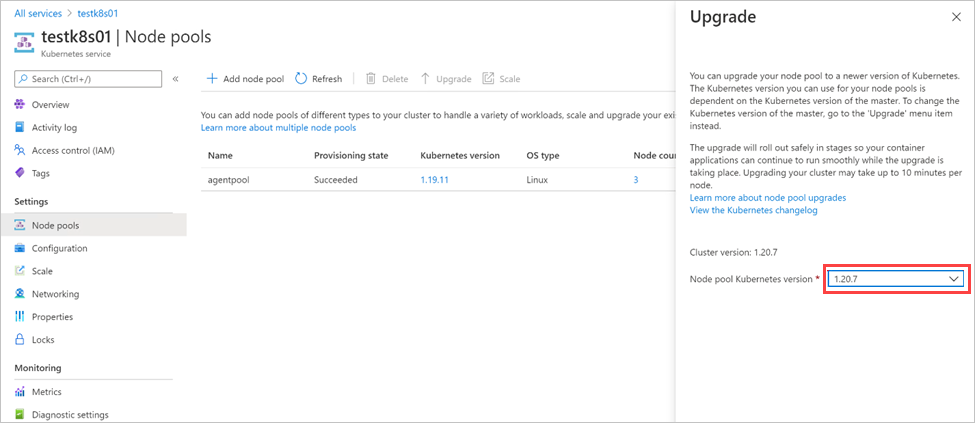 All services > testk8s01
testk8s01 | Node pools
Kubernetes service
Search (Ctrl+/)
«
Overview
Activity log
Access control (IAM)
Tags
Settings
Node pools
Configuration
Scale
Networking
Properties
Locks
Monitoring
Metrics
Diagnostic settings
Add node pool Refresh Delete Upgrade Scale
You can add node pools of different types to your cluster to handle a variety of workloads, scale and upgrade your exis
Learn more about multiple node pools
Name Provisioning state Kubernetes version OS type Node coun
agentpool Succeeded 1.19.11 Linux 3
Upgrade
You can upgrade your node pool to a newer version of Kubernetes.
The Kubernetes version you can use for your node pools is
dependent on the Kubernetes version of the master. To change the
Kubernetes version of the master, go to the 'Upgrade' menu item
instead.
The upgrade will roll out safely in stages so your container
applications can continue to run smoothly while the upgrade is
taking place. Upgrading your cluster may take up to 10 minutes per
node.
Learn more about node pool upgrades
View the Kubernetes changelog
Cluster version: 1.20.7
Node pool Kubernetes version * 1.20.7